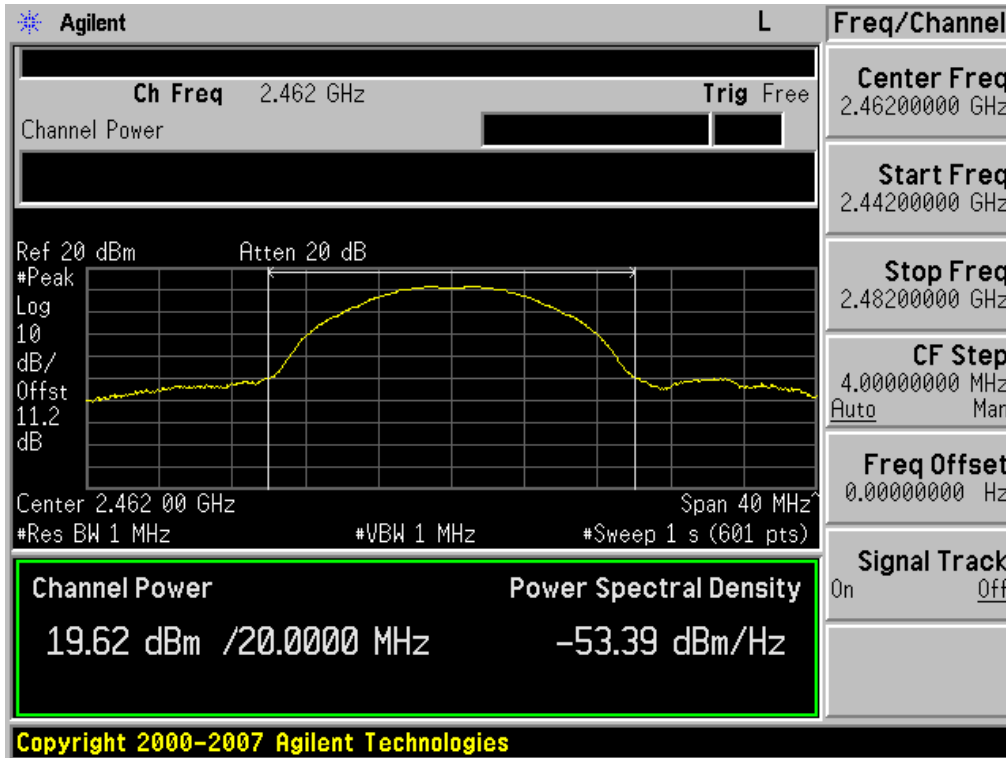 Agilent L Freq/Channel
Ch Freq 2.462 GHz Trig Free
Channel Power
Center Freq
2.46200000 GHz
Start Freq
2.44200000 GHz
Stop Freq
2.48200000 GHz
CF Step
4.00000000 MHz
Auto Man
Freq Offset
0.00000000 Hz
Signal Track
On Off
Ref 20 dBm Atten 20 dB
#Peak
Log
10
dB/
Offst
11.2
dB
Center 2.462 00 GHz Span 40 MHz^
#Res BW 1 MHz #VBW 1 MHz #Sweep 1 s (601 pts)
Channel Power Power Spectral Density
19.62 dBm /20.0000 MHz -53.39 dBm/Hz
Copyright 2000-2007 Agilent Technologies